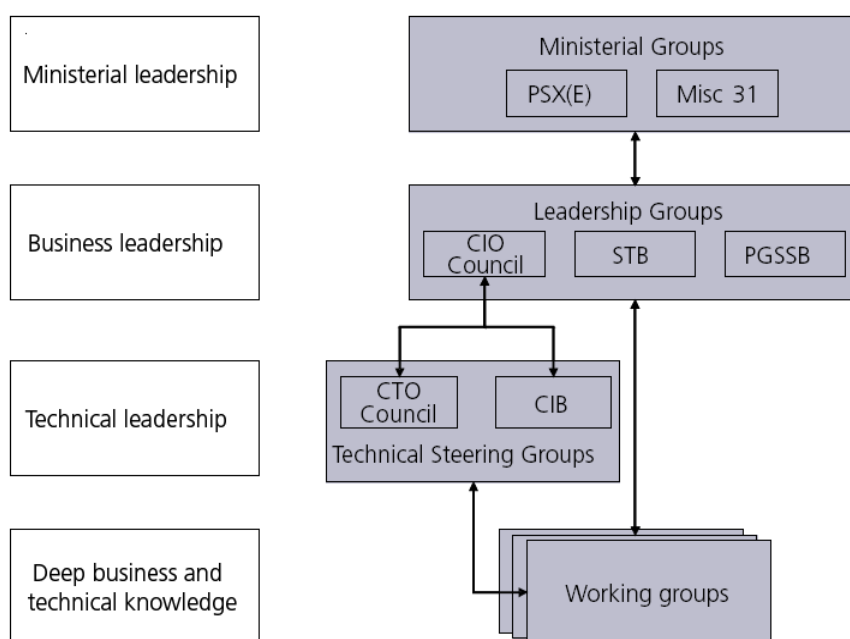 Ministerial leadership
Ministerial Groups
PSX(E)
Misc 31
Business leadership
Leadership Groups
CIO
Council
STB
PGSSB
Technical leadership
CTO
Council
CIB
Technical Steering Groups
Deep business and
technical knowledge
Working groups